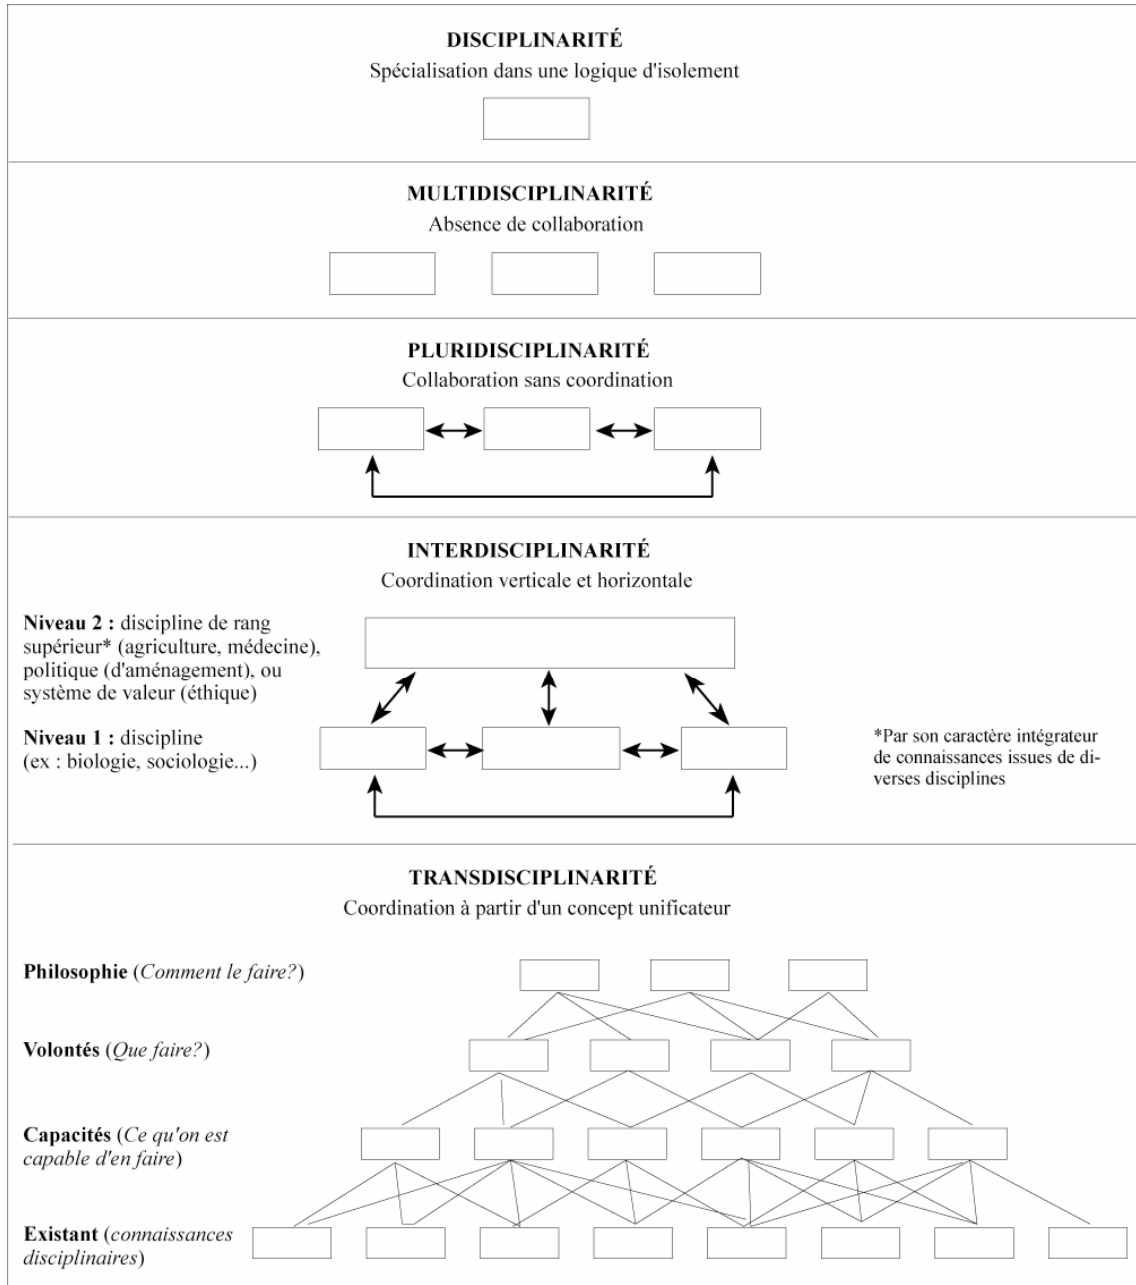 DISCIPLINARITÉ
Spécialisation dans une logique d'isolement
MULTIDISCIPLINARITÉ
Absence de collaboration
PLURIDISCIPLINARITÉ
Collaboration sans coordination
INTERDISCIPLINARITÉ
Coordination verticale et horizontale
Niveau 2 : discipline de rang
supérieur* (agriculture, médecine),
politique (d'aménagement), ou
système de valeur (éthique)
Niveau 1 : discipline
(ex : biologie, sociologie...)
*Par son caractère intégrateur
de connaissances issues de di-
verses disciplines
TRANSDISCIPLINARITÉ
Coordination à partir d'un concept unificateur
Philosophie (Comment le faire?)
Volontés (Que faire?)
Capacités (Ce qu'on est
capable d'en faire)
Existant (connaissances
disciplinaires)